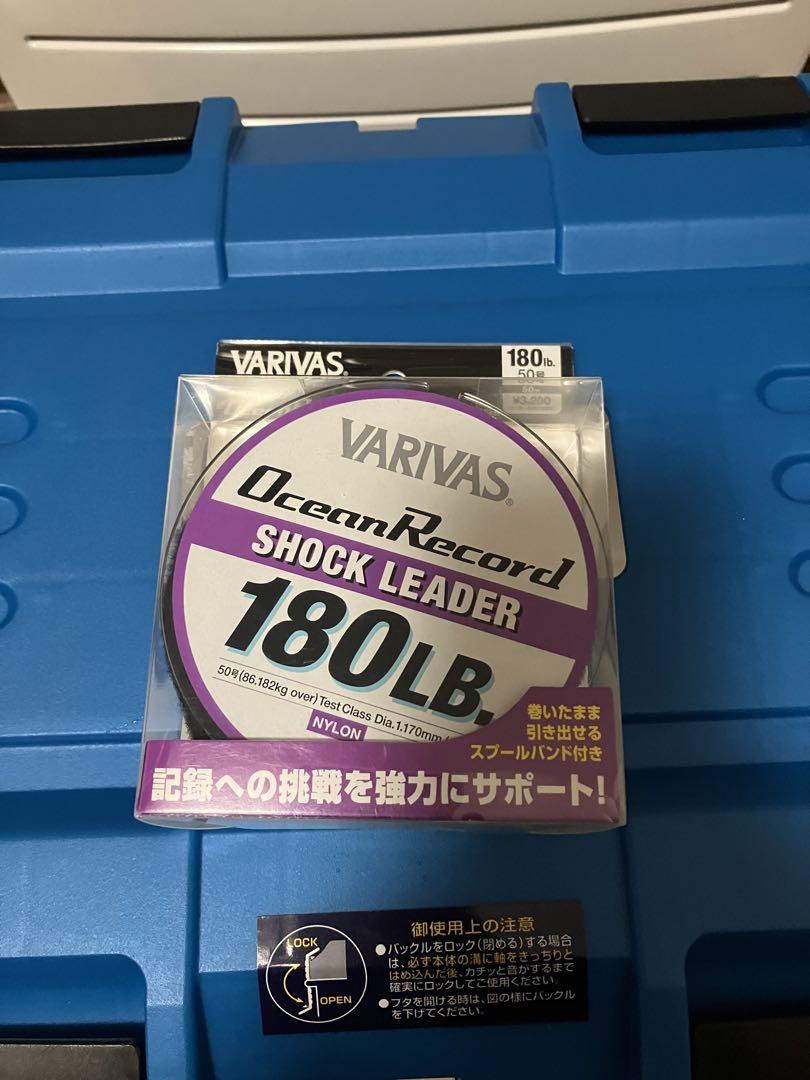 VARIVAS®
180lb.
50号
50m
¥3,200
VARIVAS®
OceanRecord
SHOCK LEADER
180LB.
50号(86.182kg over) Test Class Dia.1.170mm
NYLON
巻いたまま
引き出せる
スプールバンド付き
記録への挑戦を強力にサポート!
御使用上の注意
LOCK
OPEN
●バックルをロック(閉める)する場合
は、必ず本体の溝に軸をきっちりと
はめ込んだ後、カチッと音がするまで
確実にロックしてご使用ください。
●フタを開ける時は、図の様にバックル
を下げてください。